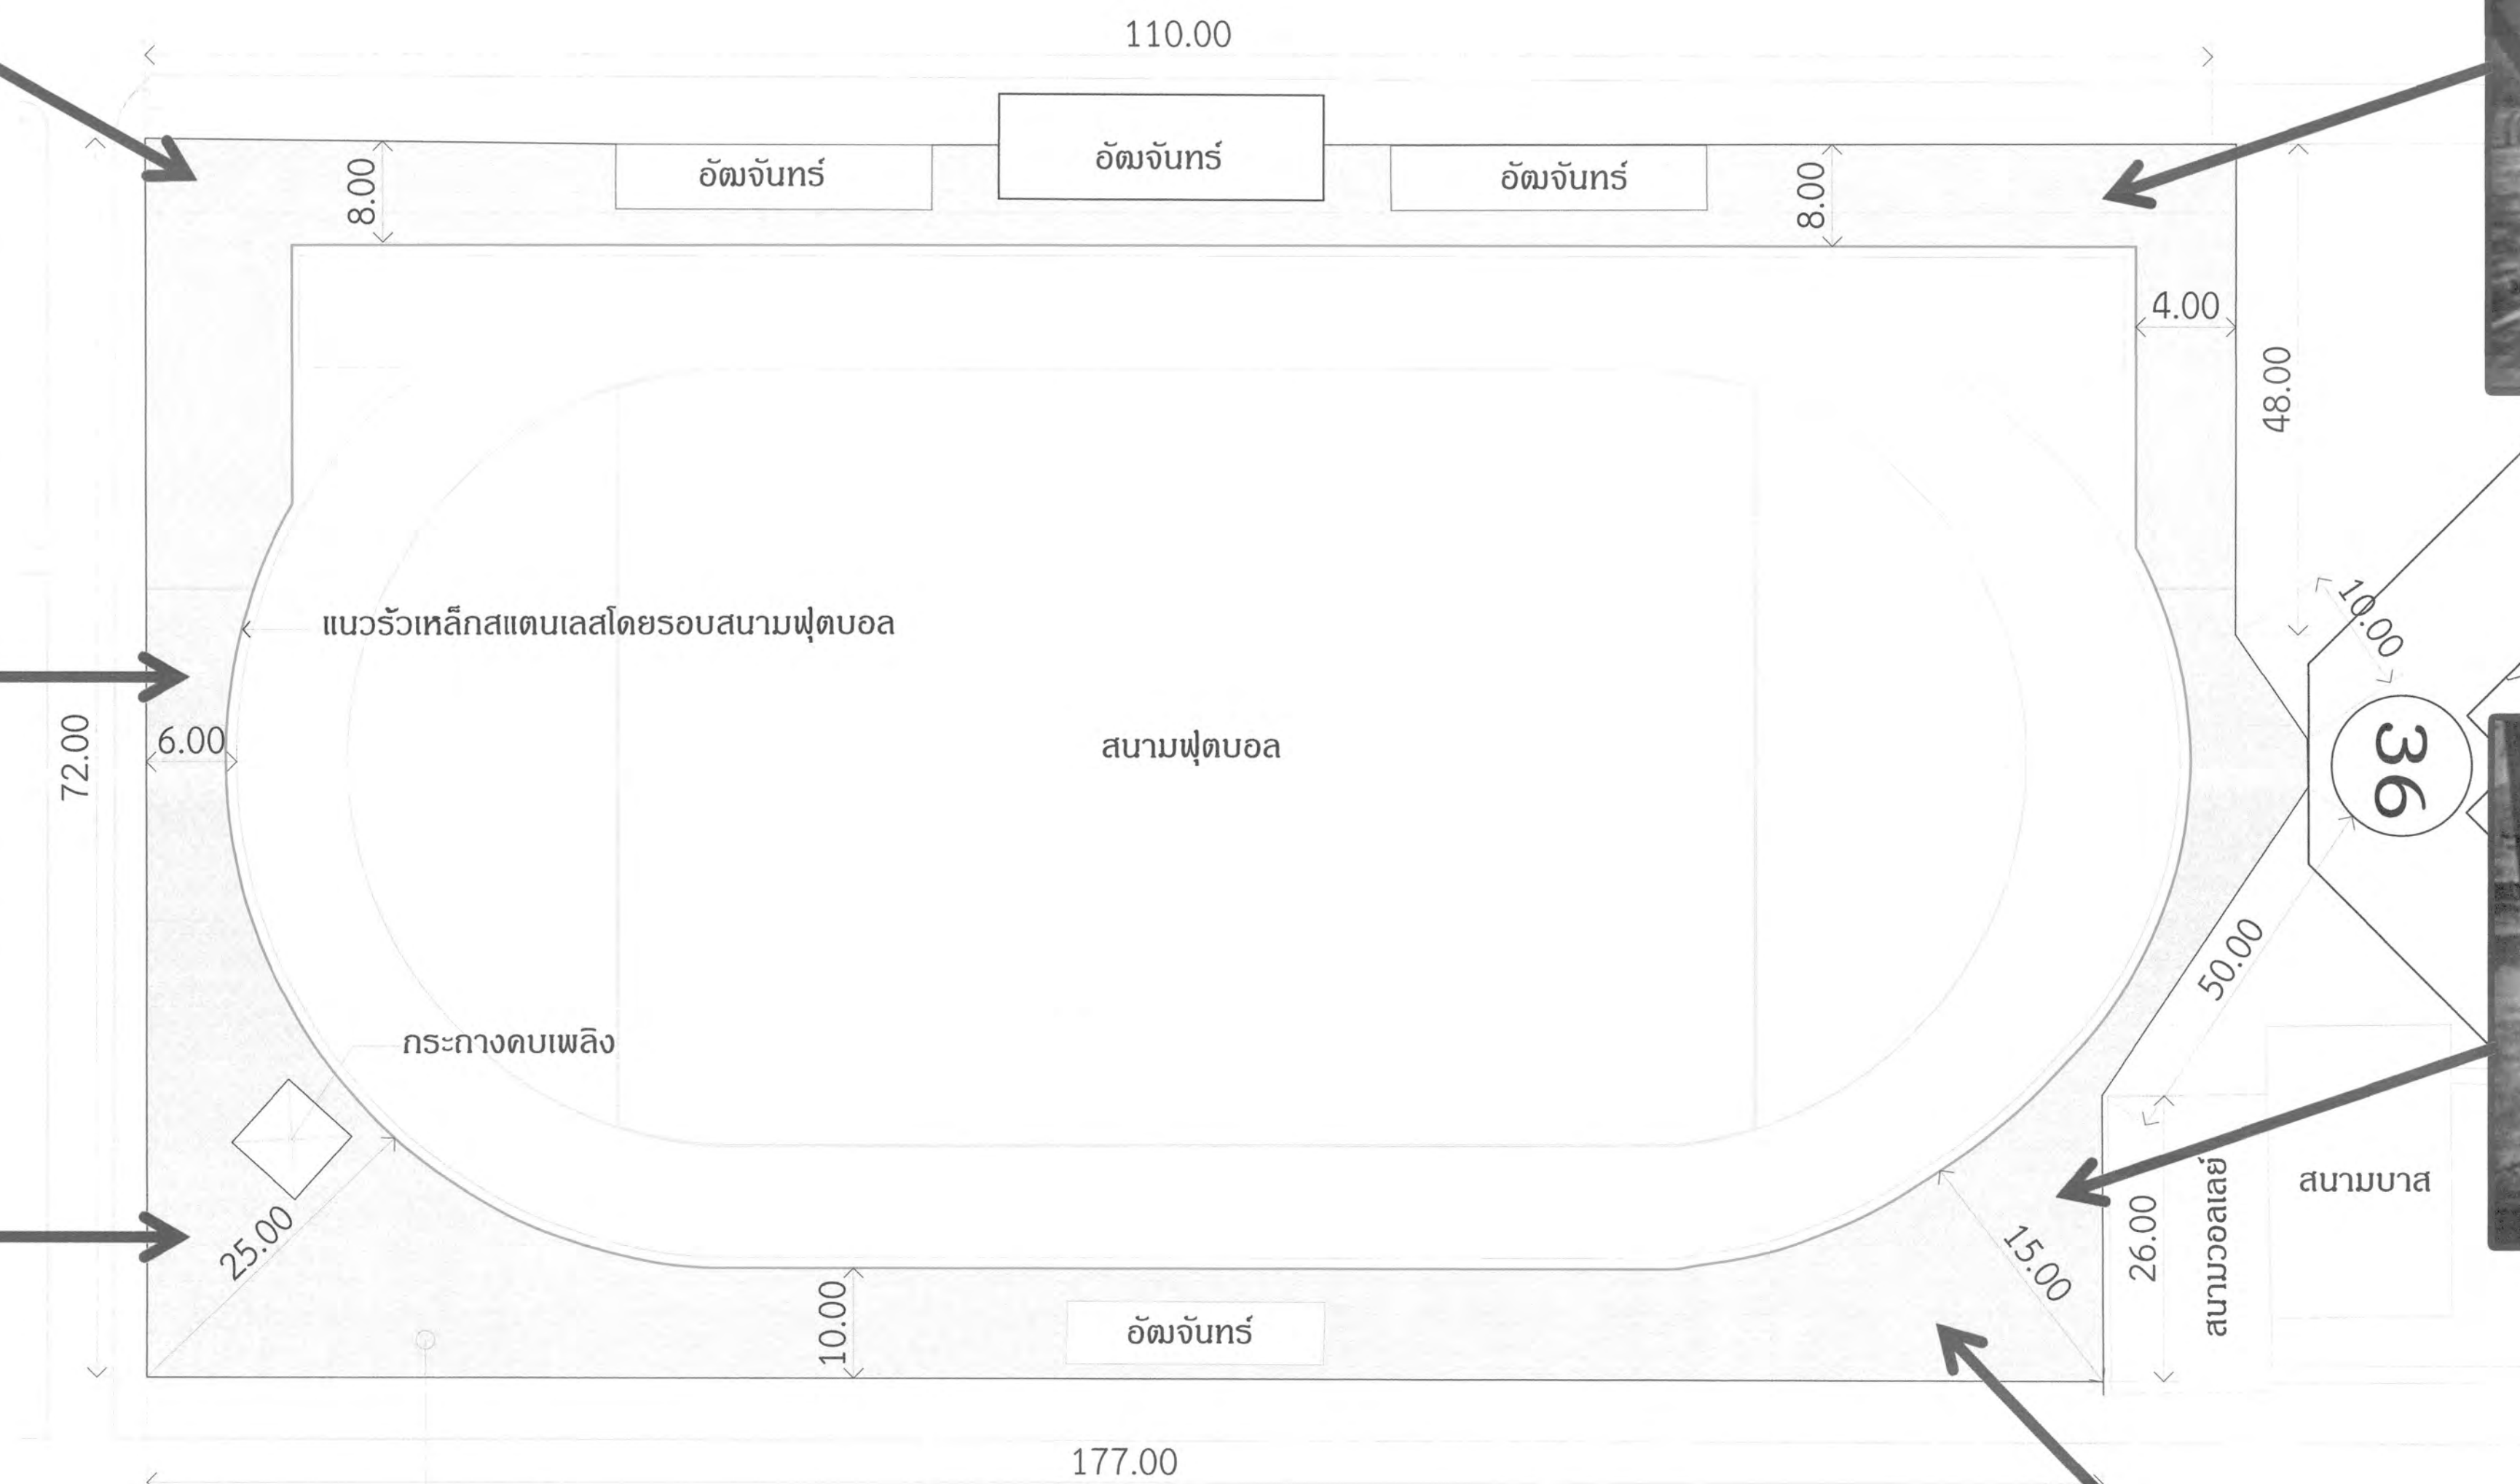 110.00
อัฒจันทร์
อัฒจันทร์
อัฒจันทร์
8.00
8.00
4.00
48.00
10.00
แนวรั้วเหล็กสแตนเลสโดยรอบสนามฟุตบอล
72.00
6.00
สนามฟุตบอล
36
50.00
กระถางคบเพลิง
25.00
15.00
26.00
สนามวอลเลย์
สนามบาส
10.00
อัฒจันทร์
177.00